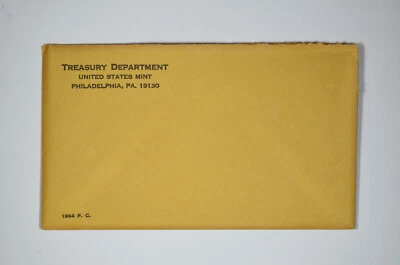 TREASURY DEPARTMENT
UNITED STATES MINT
PHILADELPHIA, PA. 19130
1964 P. C.